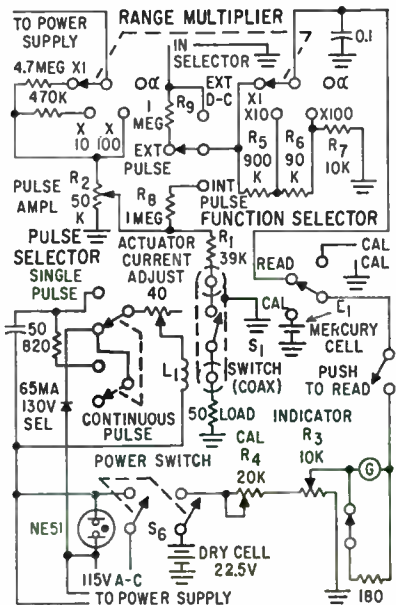 TO POWER SUPPLY
RANGE MULTIPLIER
IN SELECTOR
0.1
4.7MEG X1
α
EXT D-C
X1
α
470K
1 MEG
R9
X10
X100
X 10
X 100
R5 900 K
R6 90 K
R7 10K
EXT PULSE
PULSE AMPL
R2 50 K
R8 1MEG
INT PULSE
FUNCTION SELECTOR
PULSE SELECTOR
ACTUATOR CURRENT ADJUST
R1 39K
READ
CAL
CAL
SINGLE PULSE
40
CAL
E1
MERCURY CELL
50
820
L1
S1
SWITCH (COAX)
PUSH TO READ
65MA 130V SEL
CONTINUOUS PULSE
50 LOAD
INDICATOR
POWER SWITCH
CAL R4 20K
R3 10K
G
NE51
S6
DRY CELL 22.5V
180
115V A-C
TO POWER SUPPLY